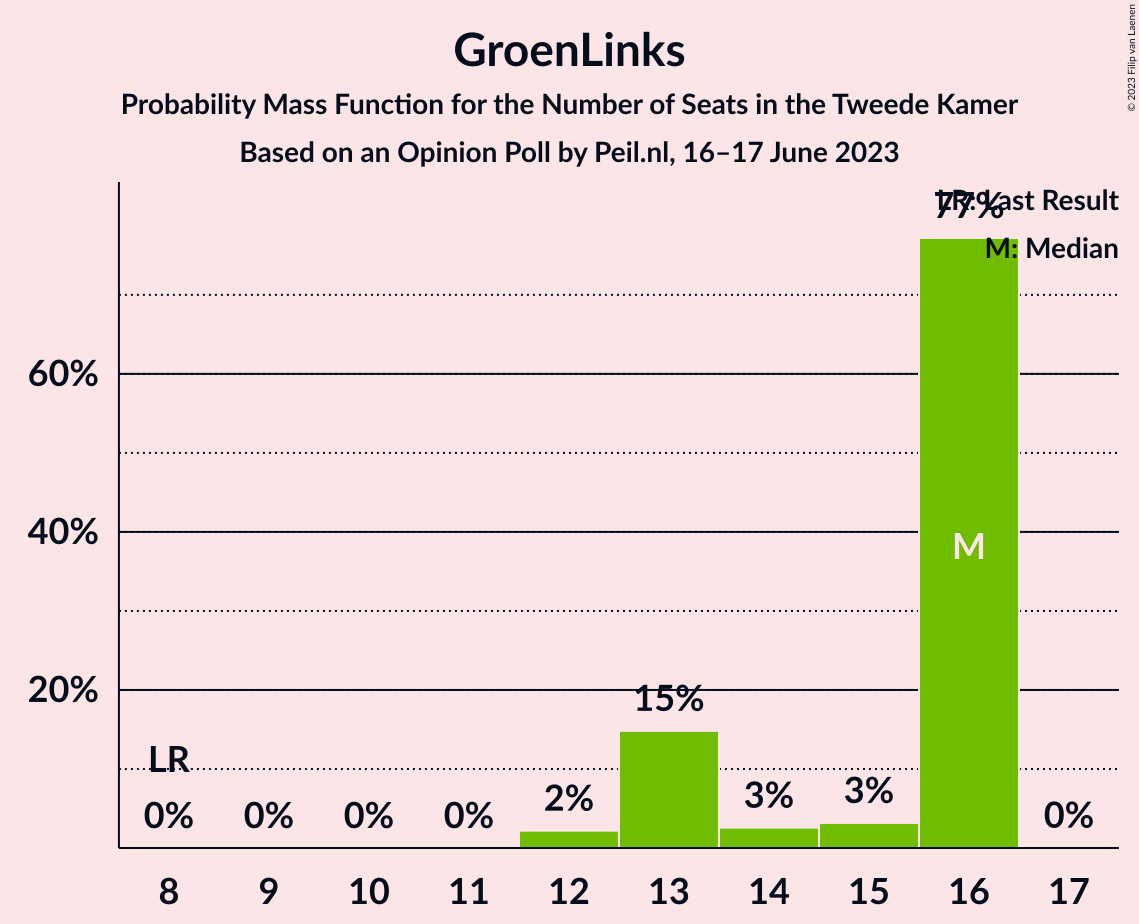 GroenLinks
Probability Mass Function for the Number of Seats in the Tweede Kamer
Based on an Opinion Poll by Peil.nl, 16–17 June 2023
© 2023 Filip van Laenen
LR: Last Result
M: Median
77%
60%
40%
M
20%
15%
LR
0%
0%
0%
0%
2%
3%
3%
0%
8
9
10
11
12
13
14
15
16
17